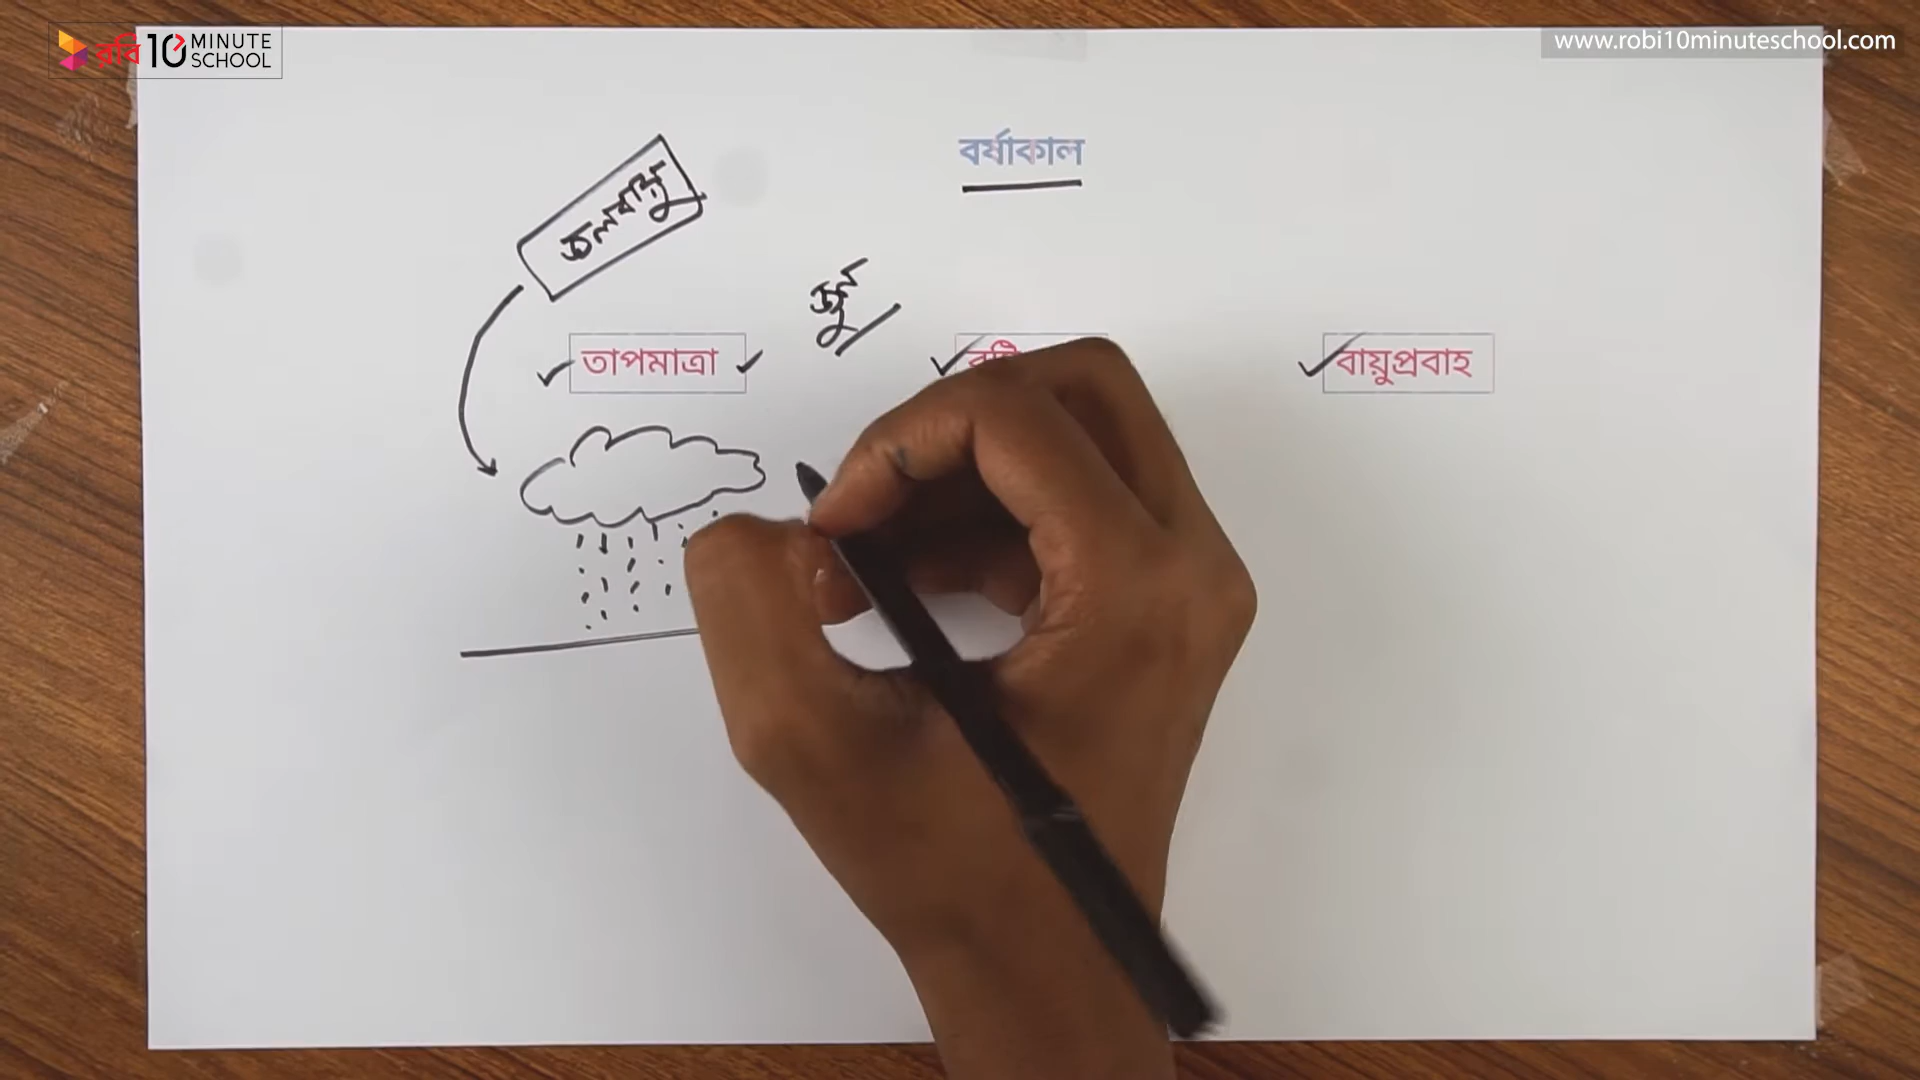 রবি 10 MINUTE SCHOOL
www.robi10minuteschool.com
বর্ষাকাল
জলবায়ু
জুন
তাপমাত্রা
বায়ুপ্রবাহ